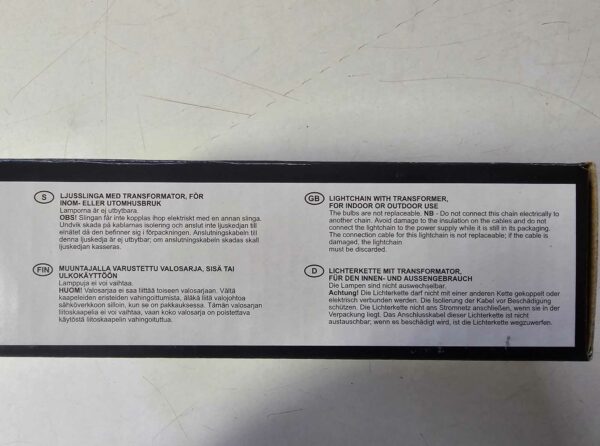 S LJUSSLINGA MED TRANSFORMATOR, FÖR
INOM- ELLER UTOMHUSBRUK
Lamporna är ej utbytbara.
OBS! Slingan får inte kopplas ihop elektriskt med en annan slinga.
Undvik skada på kablarnas isolering och anslut inte ljuskedjan till
elnätet då den befinner sig i förpackningen. Anslutningskabeln till
denna ljuskedja är ej utbytbar; om anslutningskabeln skadas skall
ljuskedjan kasseras.
GB LIGHTCHAIN WITH TRANSFORMER,
FOR INDOOR OR OUTDOOR USE
The bulbs are not replaceable. NB - Do not connect this chain electrically to
another chain. Avoid damage to the insulation on the cables and do not
connect the lightchain to the power supply while it is still in its packaging.
The connection cable for this lightchain is not replaceable; if the cable is
damaged, the lightchain
must be discarded.
FIN MUUNTAJALLA VARUSTETTU VALOSARJA, SISÄ TAI
ULKOKÄYTTÖÖN
Lamppuja ei voi vaihtaa.
HUOM! Valosarjaa ei saa liittää toiseen valosarjaan. Vältä
kaapeleiden eristeiden vahingoittumista, äläkä liitä valojohtoa
sähköverkkoon silloin, kun se on pakkauksessa. Tämän valosarjan
liitoskaapelia ei voi vaihtaa, vaan koko valosarja on poistettava
käytöstä liitoskaapelin vahingoituttua.
D LICHTERKETTE MIT TRANSFORMATOR,
FÜR DEN INNEN- UND AUSSENGEBRAUCH
Die Lampen sind nicht auswechselbar.
Achtung! Die Lichterkette darf nicht mit einer anderen Kette gekoppelt oder
elektrisch verbunden werden. Die Isolierung der Kabel vor Beschädigung
schützen. Die Lichterkette nicht ans Stromnetz anschließen, wenn sie in der
Verpackung liegt. Das Anschlusskabel dieser Lichterkette ist nicht
austauschbar; wenn es beschädigt wird, ist die Lichterkette wegzuwerfen.